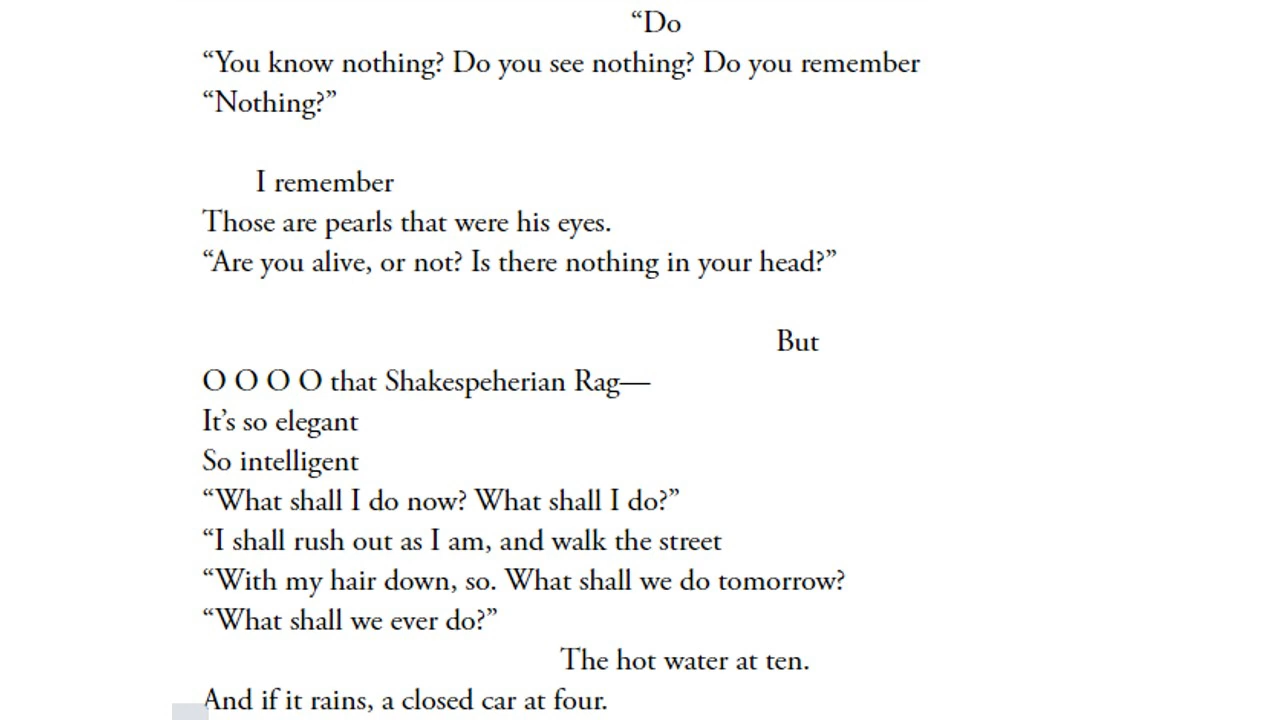 “Do
“You know nothing? Do you see nothing? Do you remember
“Nothing?”
I remember
Those are pearls that were his eyes.
“Are you alive, or not? Is there nothing in your head?”
But
O O O O that Shakespeherian Rag—
It’s so elegant
So intelligent
“What shall I do now? What shall I do?”
“I shall rush out as I am, and walk the street
“With my hair down, so. What shall we do tomorrow?
“What shall we ever do?”
The hot water at ten.
And if it rains, a closed car at four.